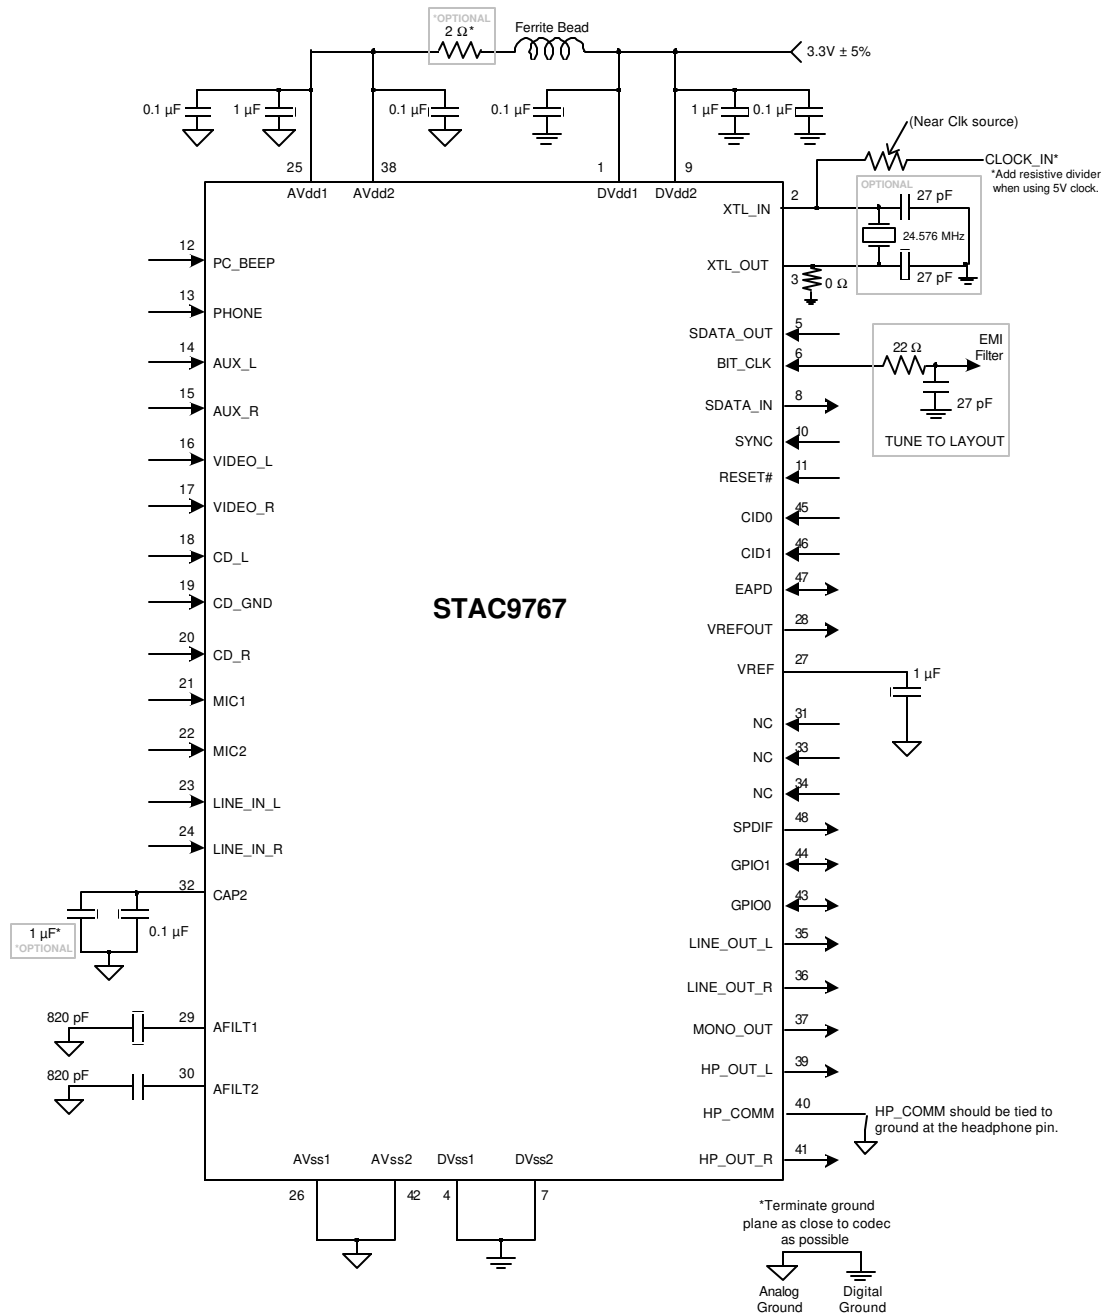 *OPTIONAL
2 Ω*
Ferrite Bead
3.3V ± 5%
0.1 µF
1 µF
0.1 µF
0.1 µF
1 µF
0.1 µF
(Near Clk source)
CLOCK_IN*
*Add resistive divider
when using 5V clock.
25
38
1
9
AVdd1
AVdd2
DVdd1
DVdd2
OPTIONAL
27 pF
24.576 MHz
27 pF
2
XTL_IN
XTL_OUT
3
0 Ω
12
PC_BEEP
13
PHONE
14
AUX_L
15
AUX_R
16
VIDEO_L
17
VIDEO_R
18
CD_L
19
CD_GND
20
CD_R
21
MIC1
22
MIC2
23
LINE_IN_L
24
LINE_IN_R
32
CAP2
1 µF*
*OPTIONAL
0.1 µF
820 pF
29
AFILT1
820 pF
30
AFILT2
STAC9767
SDATA_OUT
5
BIT_CLK
6
22 Ω
EMI
Filter
27 pF
TUNE TO LAYOUT
SDATA_IN
8
SYNC
10
RESET#
11
CID0
45
CID1
46
EAPD
47
VREFOUT
28
VREF
27
1 µF
NC
31
NC
33
NC
34
SPDIF
48
GPIO1
44
GPIO0
43
LINE_OUT_L
35
LINE_OUT_R
36
MONO_OUT
37
HP_OUT_L
39
HP_COMM
40
HP_COMM should be tied to
ground at the headphone pin.
HP_OUT_R
41
AVss1
AVss2
DVss1
DVss2
26
42
4
7
*Terminate ground
plane as close to codec
as possible
Analog
Ground
Digital
Ground